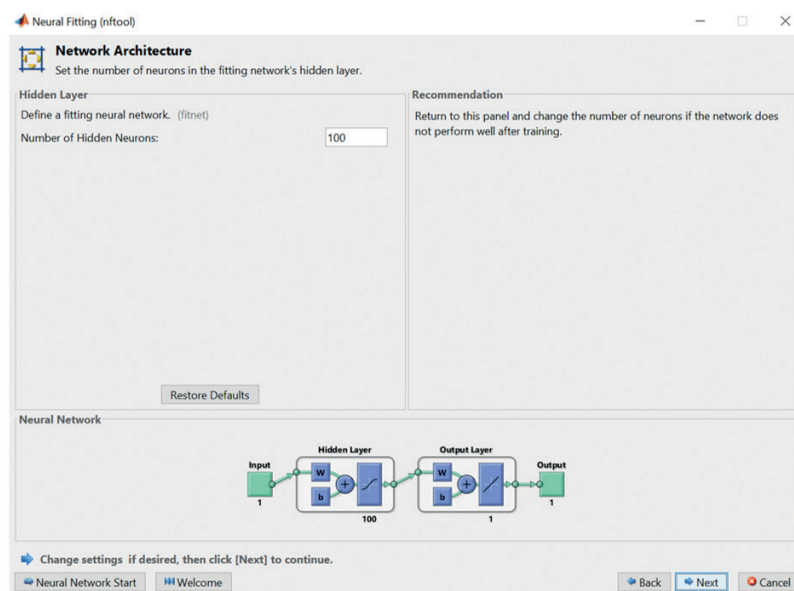 Neural Fitting (nftool)
Network Architecture
Set the number of neurons in the fitting network's hidden layer.
Hidden Layer
Define a fitting neural network. (fitnet)
Number of Hidden Neurons:
100
Restore Defaults
Recommendation
Return to this panel and change the number of neurons if the network does
not perform well after training.
Neural Network
Hidden Layer
Output Layer
Input
Output
W
b
W
b
1
100
1
1
Change settings if desired, then click [Next] to continue.
Neural Network Start
Welcome
Back
Next
Cancel